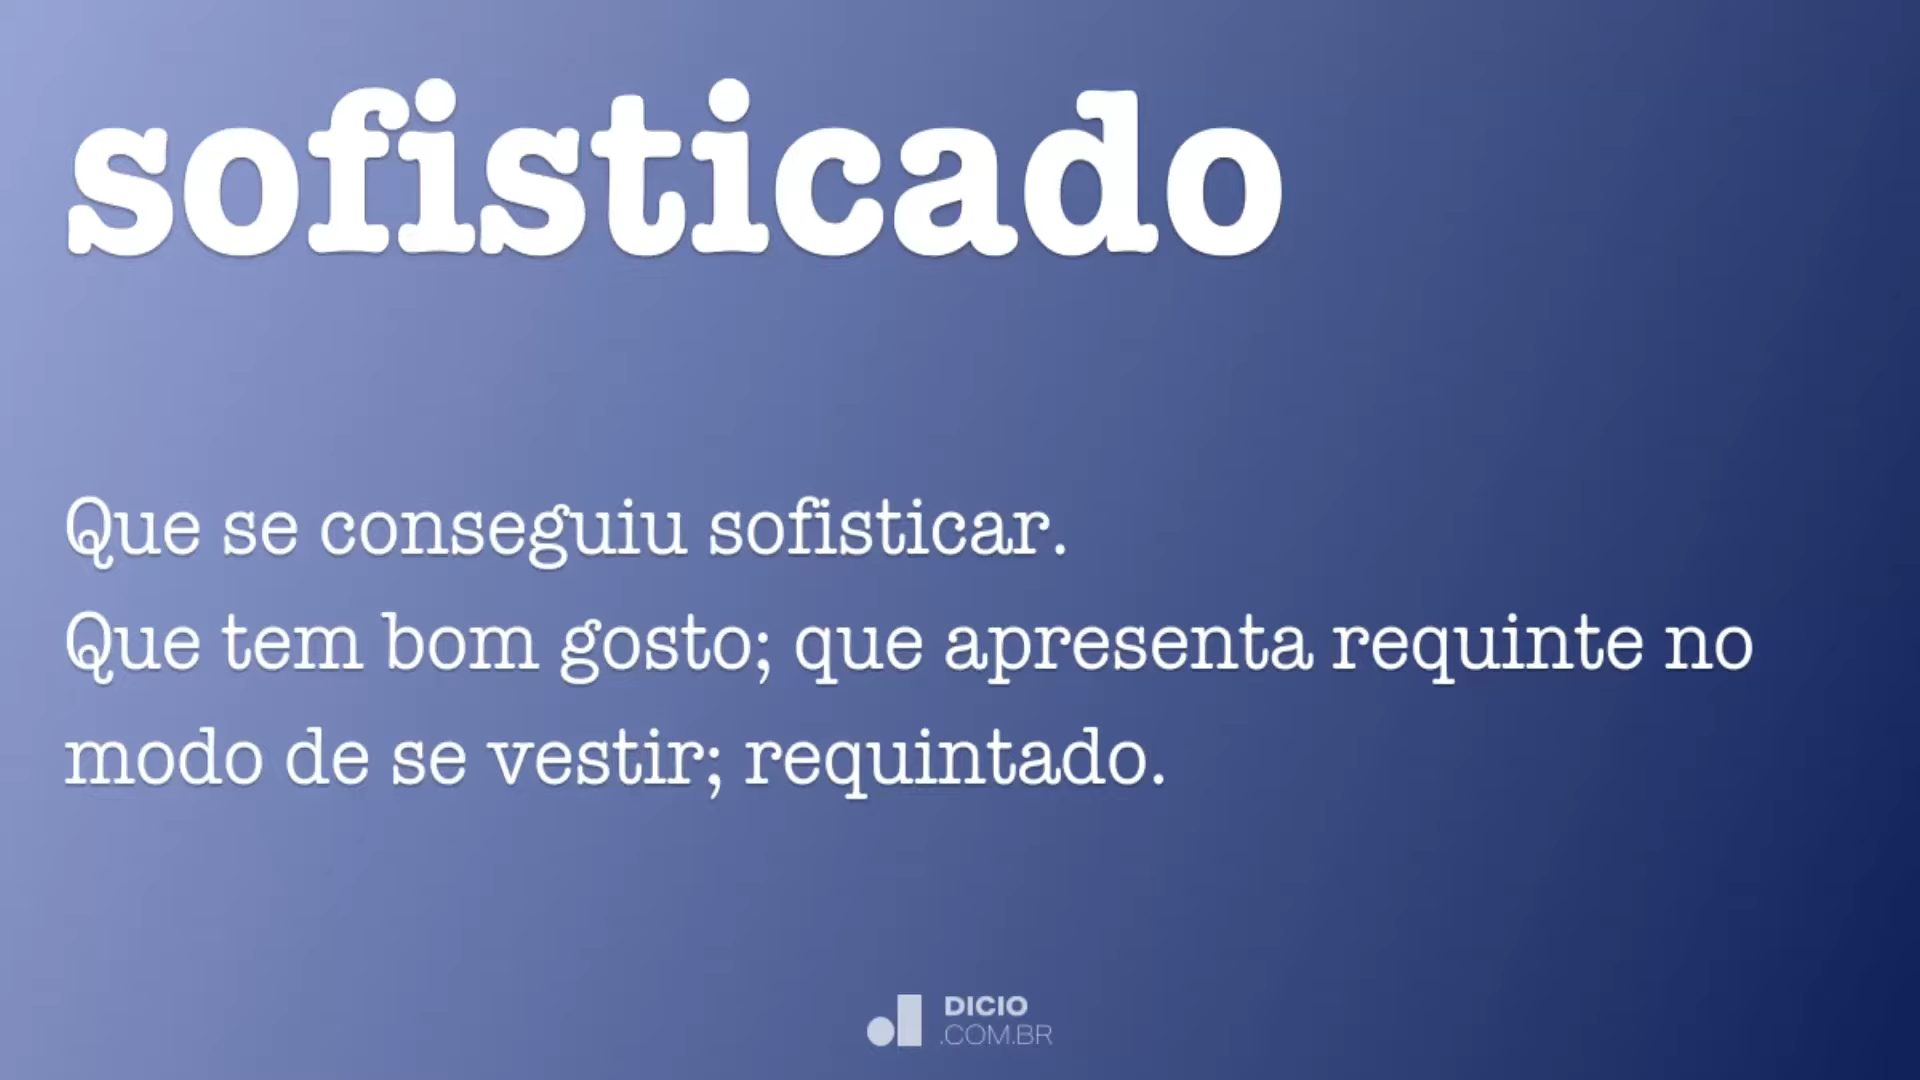 sofisticado
Que se conseguiu sofisticar.
Que tem bom gosto; que apresenta requinte no
modo de se vestir; requintado.
DICIO
.COM.BR